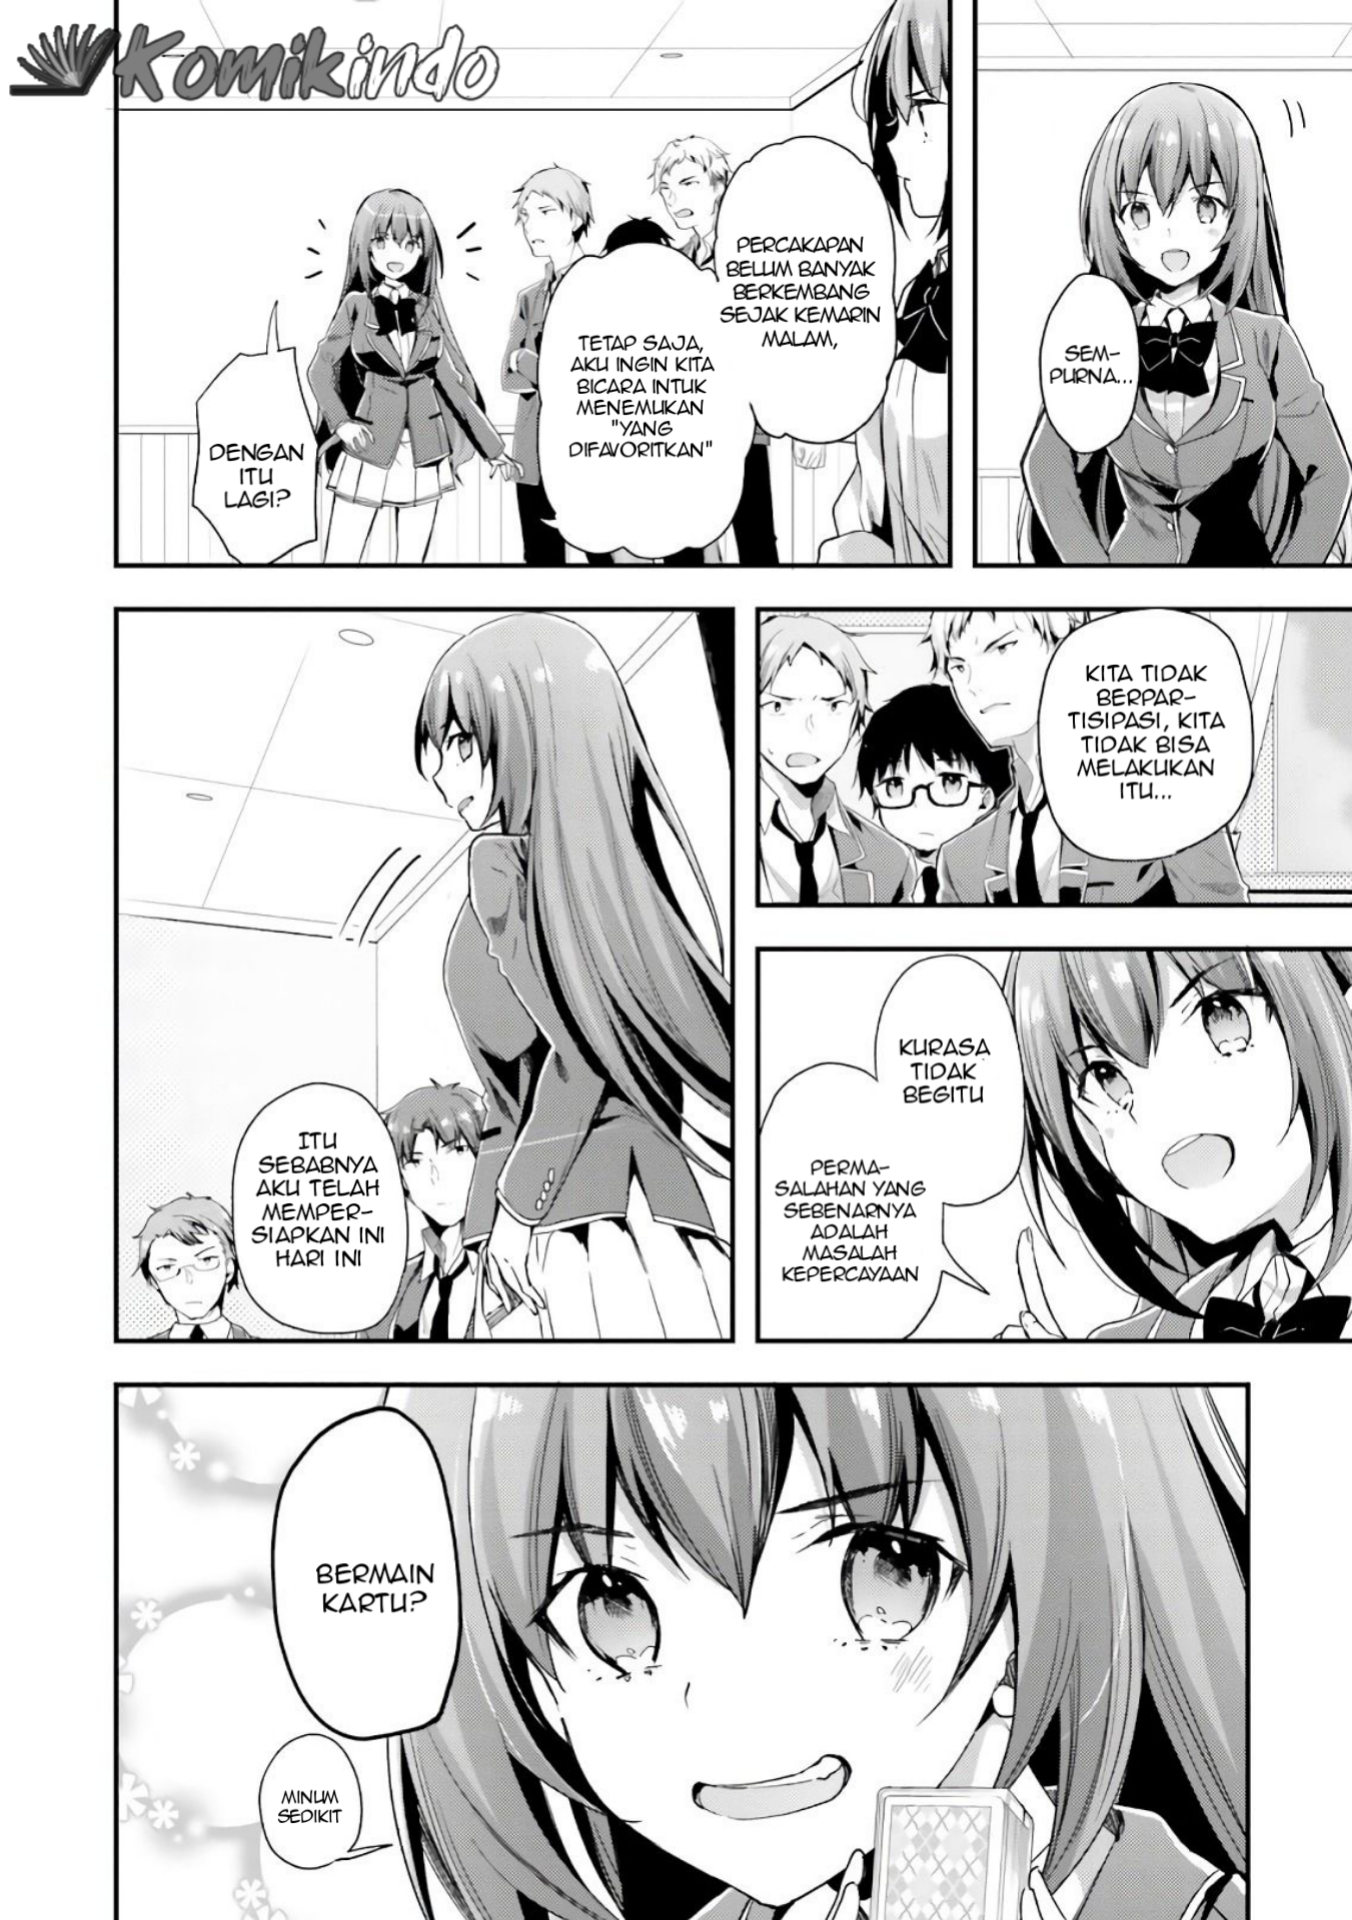 Komikindo
SEM-
PURNA...
PERCAKAPAN
BELUM BANYAK
BERKEMBANG
SEJAK KEMARIN
MALAM,
TETAP SAJA,
AKU INGIN KITA
BICARA INTUK
MENEMUKAN
"YANG
DIFAVORITKAN"
DENGAN
ITU
LAGI?
KITA TIDAK
BERPAR-
TISIPASI, KITA
TIDAK BISA
MELAKUKAN
ITU...
KURASA
TIDAK
BEGITU
PERMA-
SALAHAN YANG
SEBENARNYA
ADALAH
MASALAH
KEPERCAYAAN
ITU
SEBABNYA
AKU TELAH
MEMPER-
SIAPKAN INI
HARI INI
BERMAIN
KARTU?
MINUM
SEDIKIT